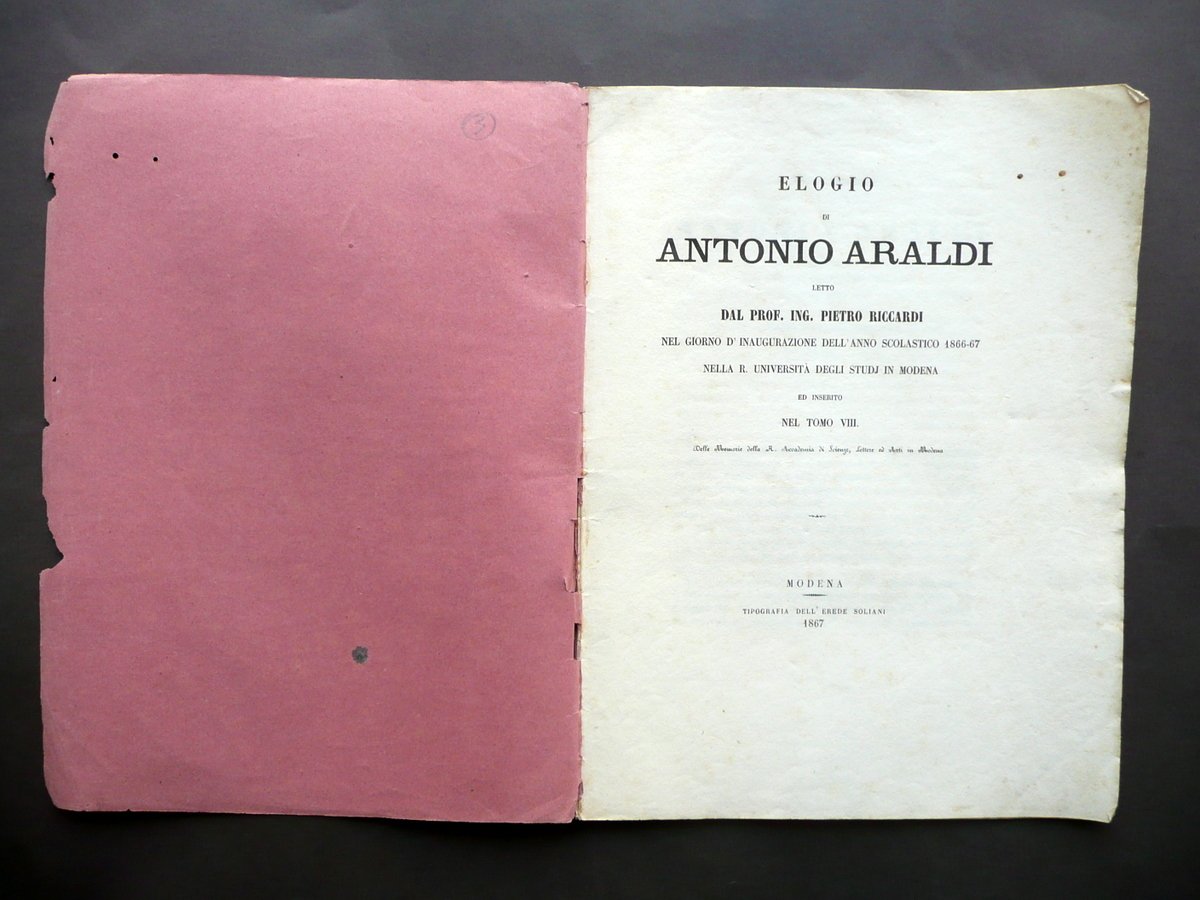 (3)
ELOGIO
DI
ANTONIO ARALDI
LETTO
DAL PROF. ING. PIETRO RICCARDI
NEL GIORNO D'INAUGURAZIONE DELL'ANNO SCOLASTICO 1866-67
NELLA R. UNIVERSITÀ DEGLI STUDJ IN MODENA
ED INSERITO
NEL TOMO VIII.
Delle Memorie della R. Accademia di Scienze, Lettere ed Arti in Modena
MODENA
TIPOGRAFIA DELL'EREDE SOLIANI
1867